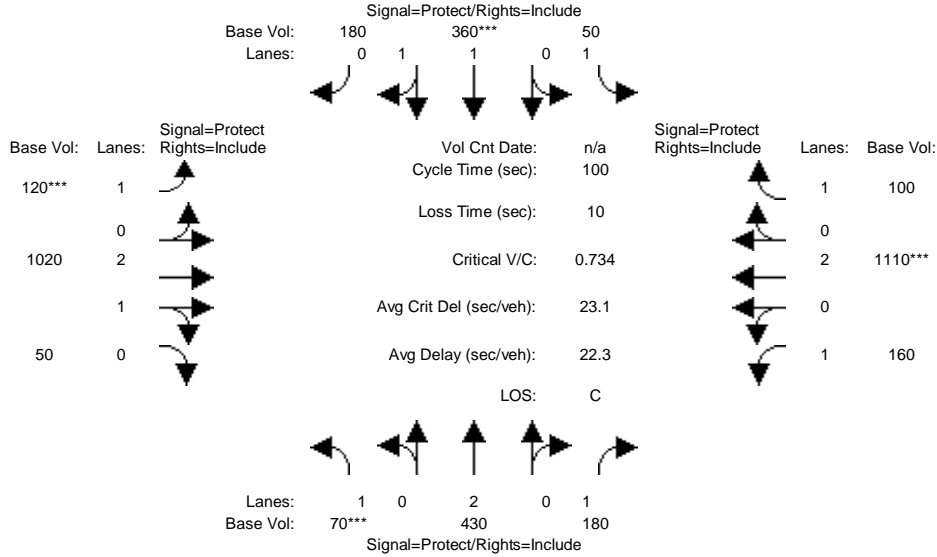 Signal=Protect/Rights=Include
Base Vol: 180 360*** 50
Lanes: 0 1 1 0 1
Signal=Protect
Rights=Include
Base Vol: Lanes:
120*** 1
0
1020 2
1
50 0
Vol Cnt Date: n/a
Cycle Time (sec): 100
Loss Time (sec): 10
Critical V/C: 0.734
Avg Crit Del (sec/veh): 23.1
Avg Delay (sec/veh): 22.3
LOS: C
Signal=Protect
Rights=Include
Lanes: Base Vol:
1 100
0
2 1110***
0
1 160
Lanes: 1 0 2 0 1
Base Vol: 70*** 430 180
Signal=Protect/Rights=Include